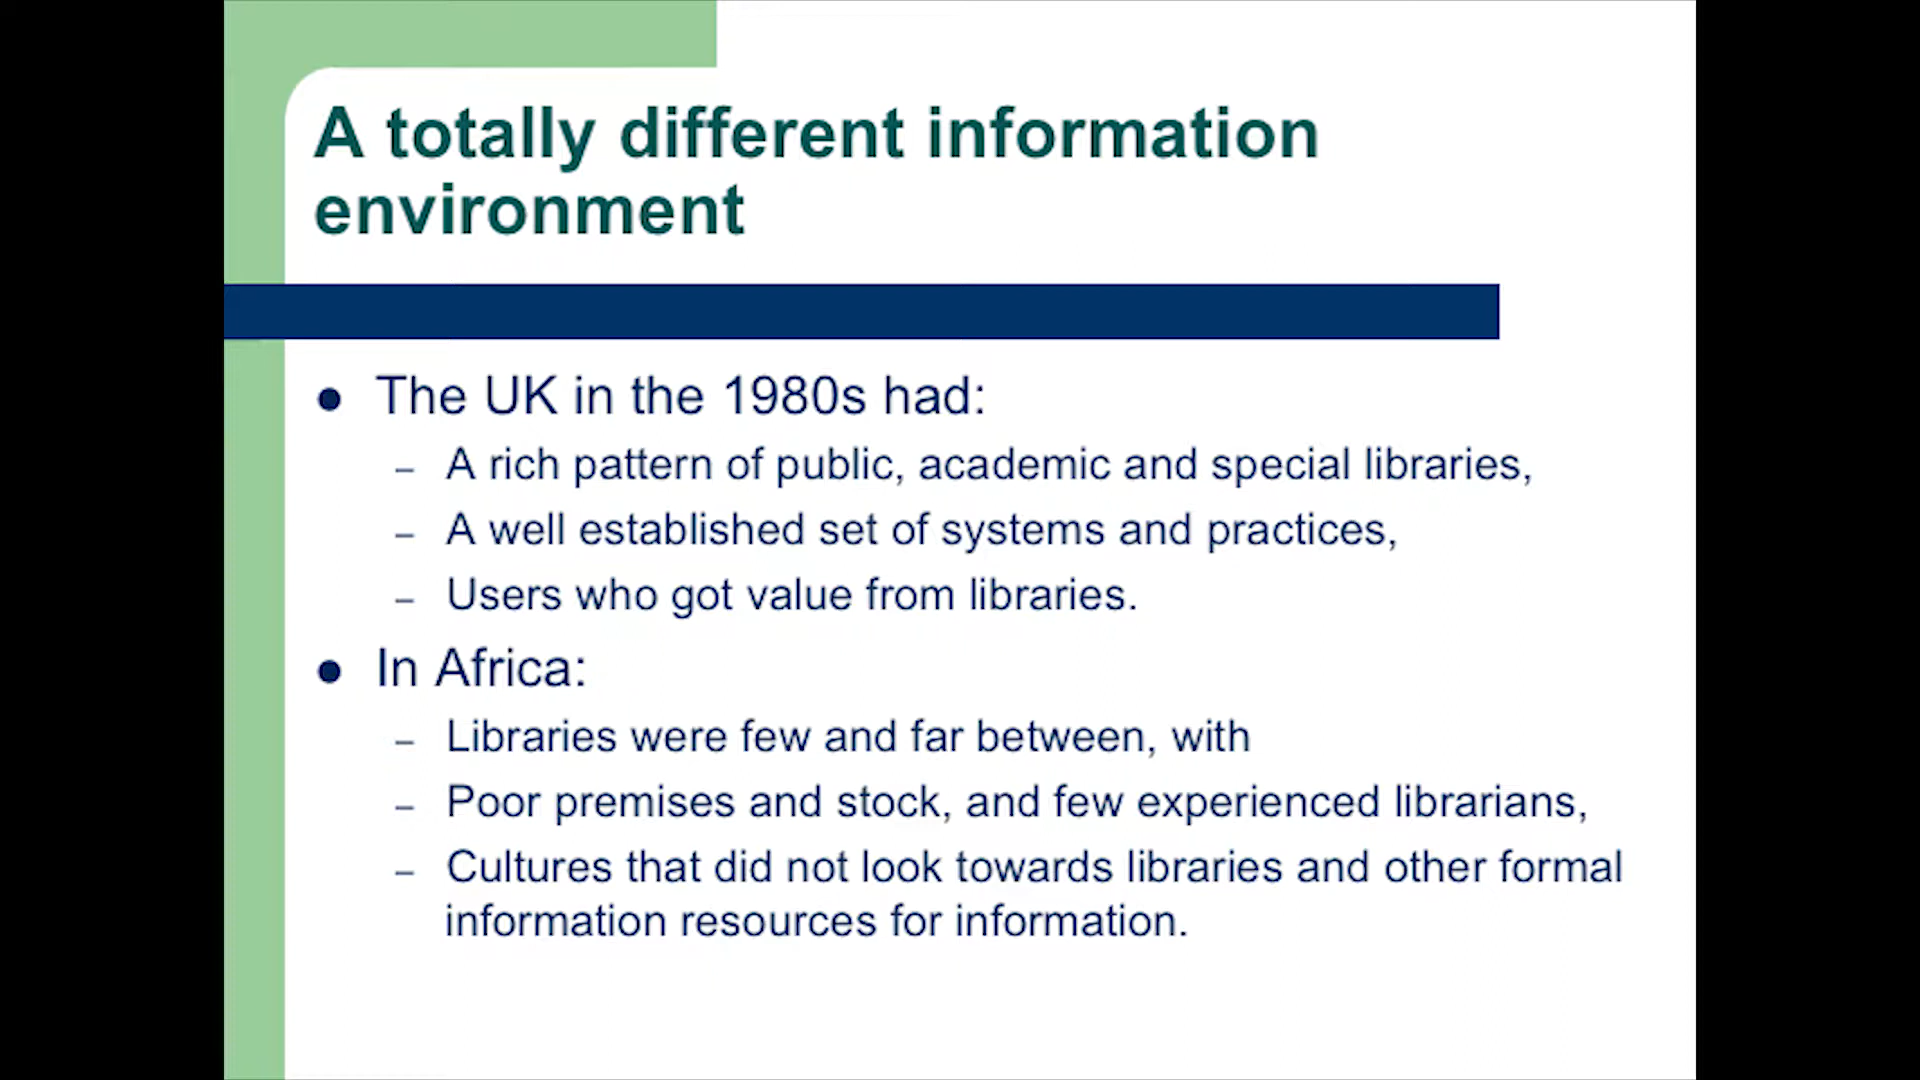 A totally different information
environment
● The UK in the 1980s had:
– A rich pattern of public, academic and special libraries,
– A well established set of systems and practices,
– Users who got value from libraries.
● In Africa:
– Libraries were few and far between, with
– Poor premises and stock, and few experienced librarians,
– Cultures that did not look towards libraries and other formal
information resources for information.